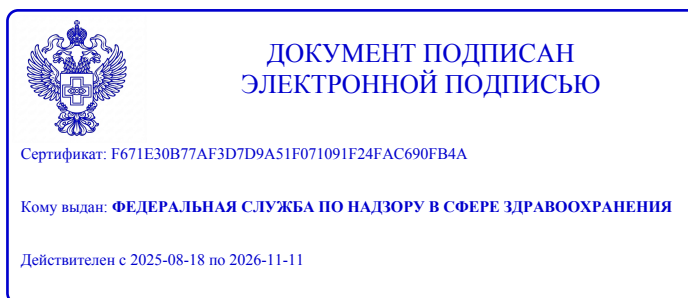 ДОКУМЕНТ ПОДПИСАН
ЭЛЕКТРОННОЙ ПОДПИСЬЮ
Сертификат: F671E30B77AF3D7D9A51F071091F24FAC690FB4A
Кому выдан: ФЕДЕРАЛЬНАЯ СЛУЖБА ПО НАДЗОРУ В СФЕРЕ ЗДРАВООХРАНЕНИЯ
Действителен с 2025-08-18 по 2026-11-11